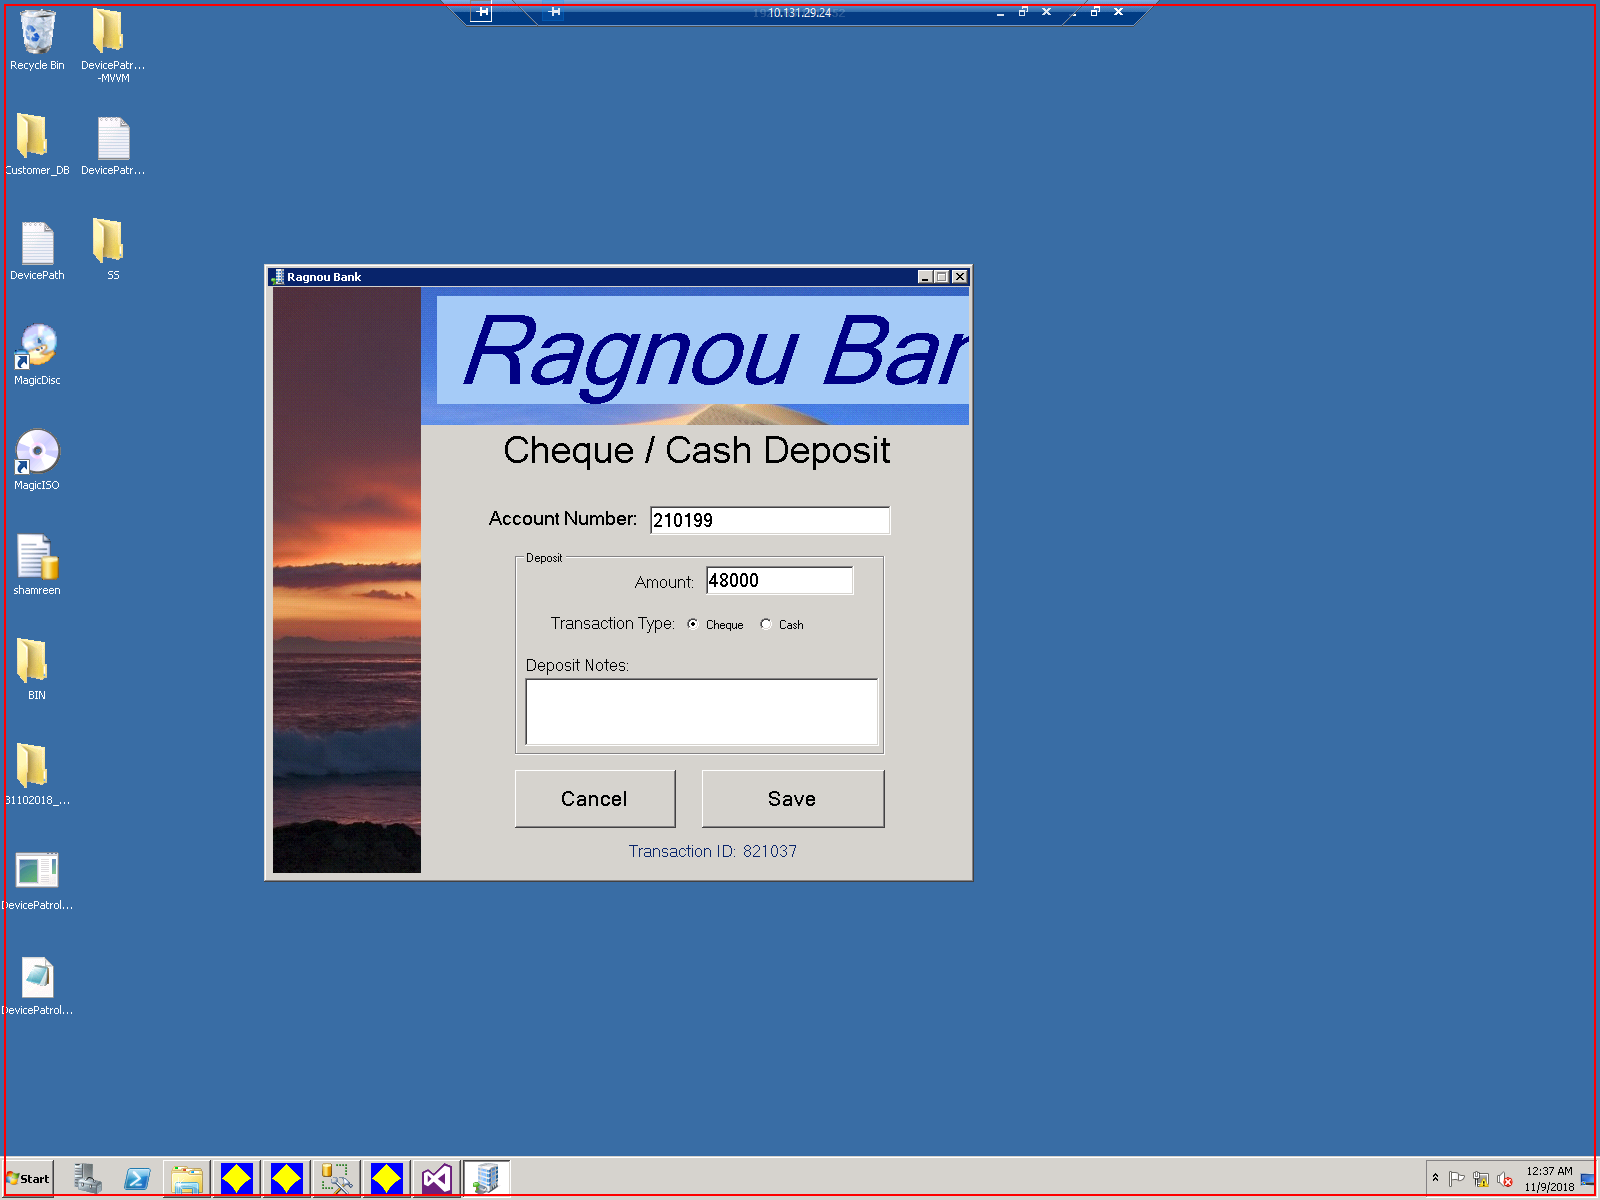 10.131.29.24
Recycle Bin
DevicePatr...
-MVVM
Customer_DB
DevicePatr...
DevicePath
SS
MagicDisc
MagicISO
shamreen
BIN
31102018_...
DevicePatrol...
DevicePatrol...
Ragnou Bank
Ragnou Ban
Cheque / Cash Deposit
Account Number: 210199
Deposit
Amount: 48000
Transaction Type: Cheque Cash
Deposit Notes:
Cancel Save
Transaction ID: 821037
Start
12:37 AM
11/9/2018